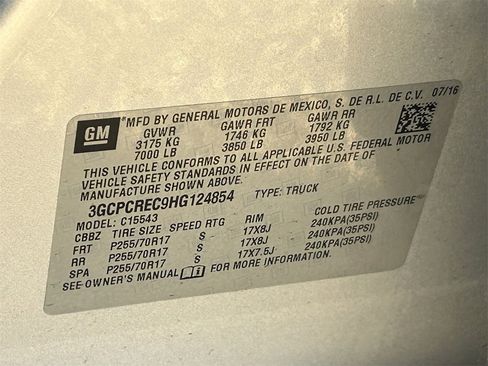 GM
*MFD BY GENERAL MOTORS DE MEXICO, S. DE R.L. DE C.V. 07/16
GVWR GAWR FRT GAWR RR
3175 KG 1746 KG 1792 KG
7000 LB 3850 LB 3950 LB
THIS VEHICLE CONFORMS TO ALL APPLICABLE U.S. FEDERAL MOTOR
VEHICLE SAFETY STANDARDS IN EFFECT ON THE DATE OF
MANUFACTURE SHOWN ABOVE.
3GCPCREC9HG124854 TYPE: TRUCK
MODEL: C15543
CBBZ TIRE SIZE SPEED RTG RIM COLD TIRE PRESSURE
FRT P255/70R17 S 17X8J 240KPA(35PSI)
RR P255/70R17 S 17X8J 240KPA(35PSI)
SPA P255/70R17 S 17X7.5J 240KPA(35PSI)
SEE OWNER'S MANUAL FOR MORE INFORMATION.